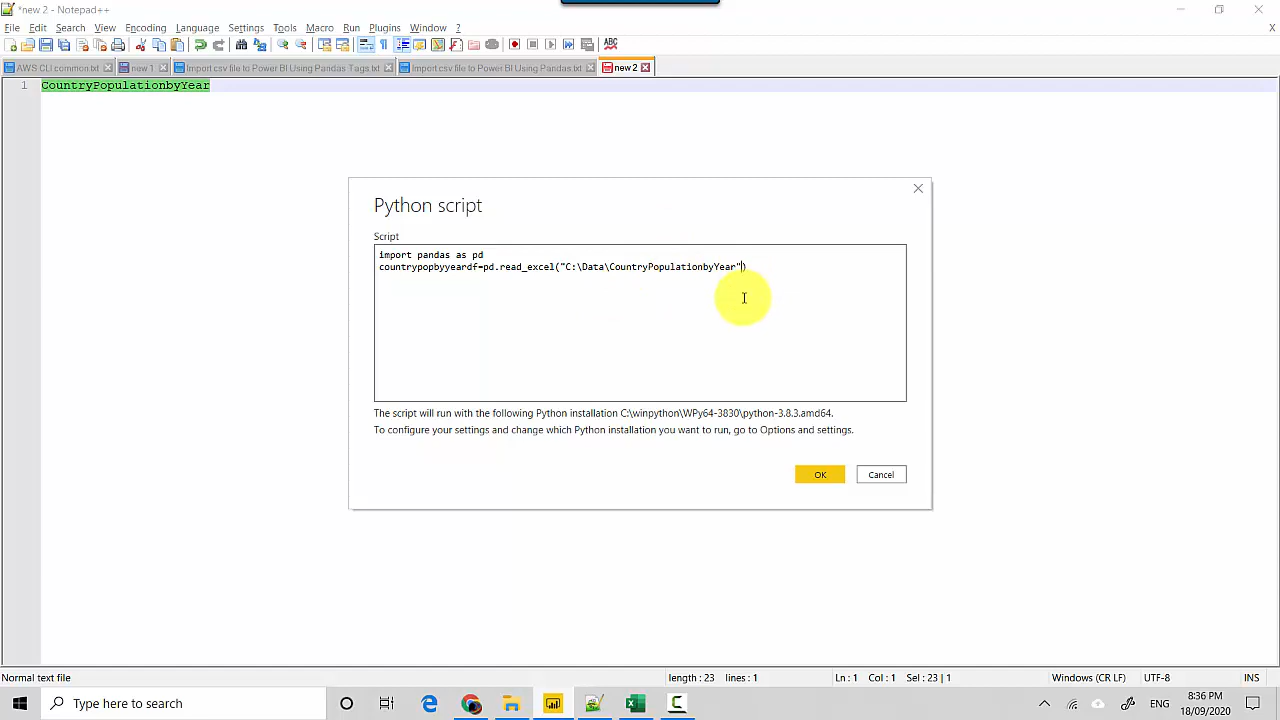 *new 2 - Notepad++
File Edit Search View Encoding Language Settings Tools Macro Run Plugins Window ?
X
ABC
AWS CLI common.txt new 1 Import csv file to Power BI Using Pandas Tags.txt Import csv file to Power BI Using Pandas.txt new 2
1 CountryPopulationbyYear
Python script
Script
import pandas as pd
countrypopbyyeardf=pd.read_excel("C:\Data\CountryPopulationbyYear")
The script will run with the following Python installation C:\winpython\WPy64-3830\python-3.8.3.amd64.
To configure your settings and change which Python installation you want to run, go to Options and settings.
OK Cancel
Normal text file length : 23 lines : 1 Ln : 1 Col : 1 Sel : 23 | 1 Windows (CR LF) UTF-8 INS
Type here to search
ENG
8:36 PM
18/09/2020